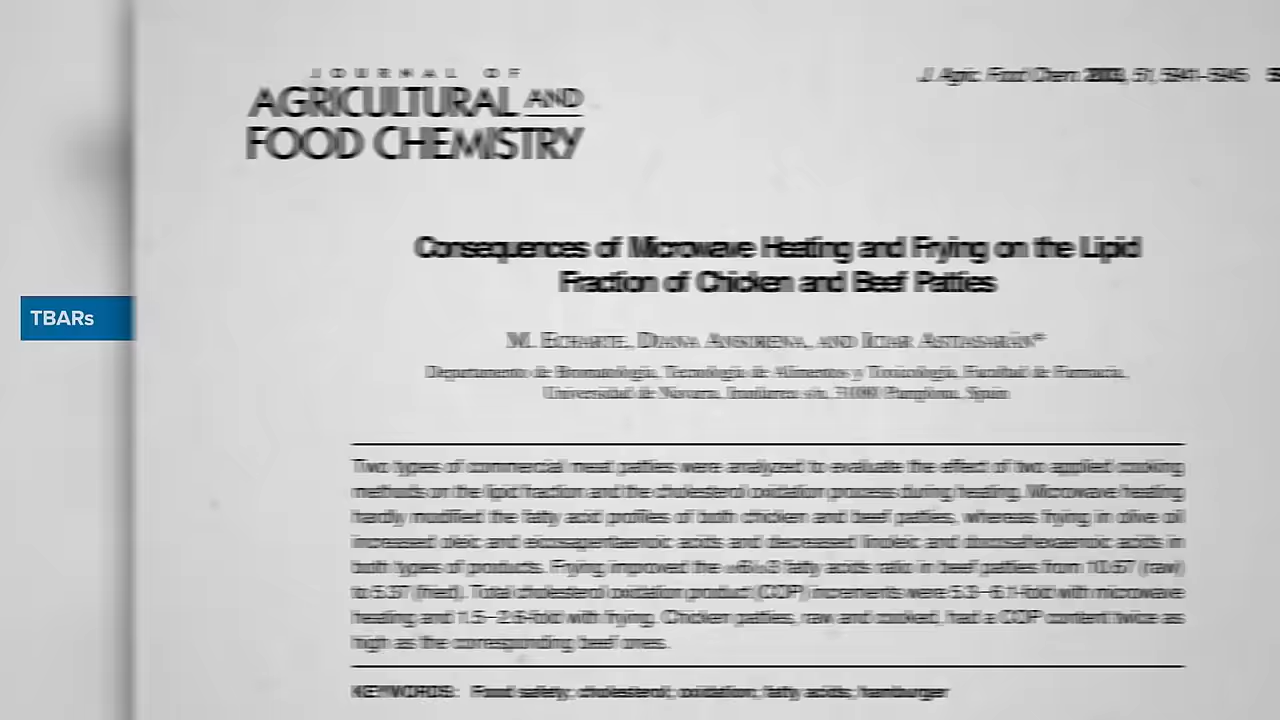 JOURNAL OF
AGRICULTURAL AND
FOOD CHEMISTRY
J. Agric. Food Chem. 2003, 51, 5941−5945
TBARs
Consequences of Microwave Heating and Frying on the Lipid
Fraction of Chicken and Beef Patties
M. ECHARTE, DIANA ANSORENA, AND ICIAR ASTIASARÁN*
Departamento de Bromatología, Tecnología de Alimentos y Toxicología, Facultad de Farmacia,
Universidad de Navarra, Irunlarrea s/n, 31080 Pamplona, Spain
Two types of commercial meat patties were analyzed to evaluate the effect of two applied cooking
methods on the lipid fraction and the cholesterol oxidation process during heating. Microwave heating
hardly modified the fatty acid profiles of both chicken and beef patties, whereas frying in olive oil
increased oleic and eicosapentaenoic acids and decreased linoleic and docosahexaenoic acids in
both types of products. Frying improved the ω6/ω3 fatty acids ratio in beef patties from 10.67 (raw)
to 5.37 (fried). Total cholesterol oxidation product (COP) increments were 5.3−6.1-fold with microwave
heating and 1.5−2.6-fold with frying. Chicken patties, raw and cooked, had a COP content twice as
high as the corresponding beef ones.
KEYWORDS: Food safety; cholesterol; oxidation; fatty acids; hamburger